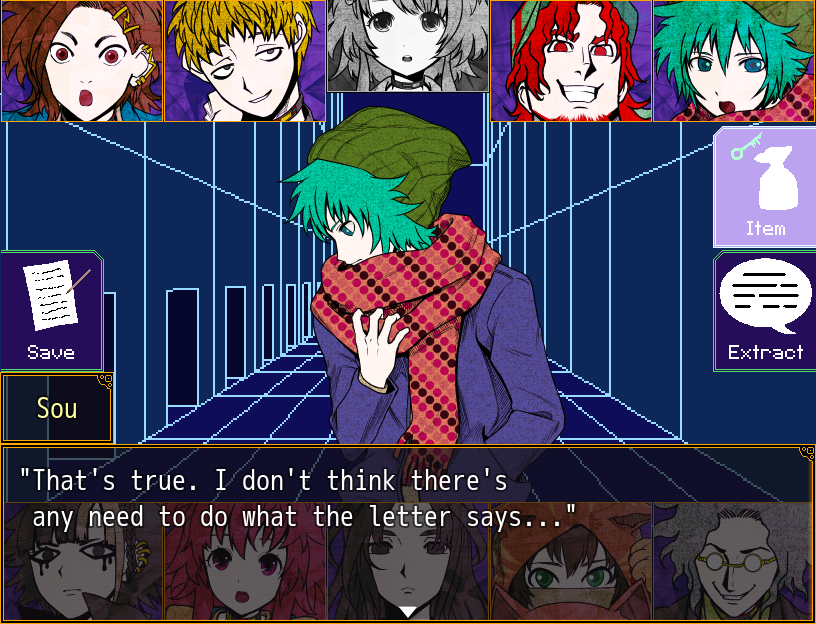 Item
Save
Extract
Sou
"That's true. I don't think there's
any need to do what the letter says..."